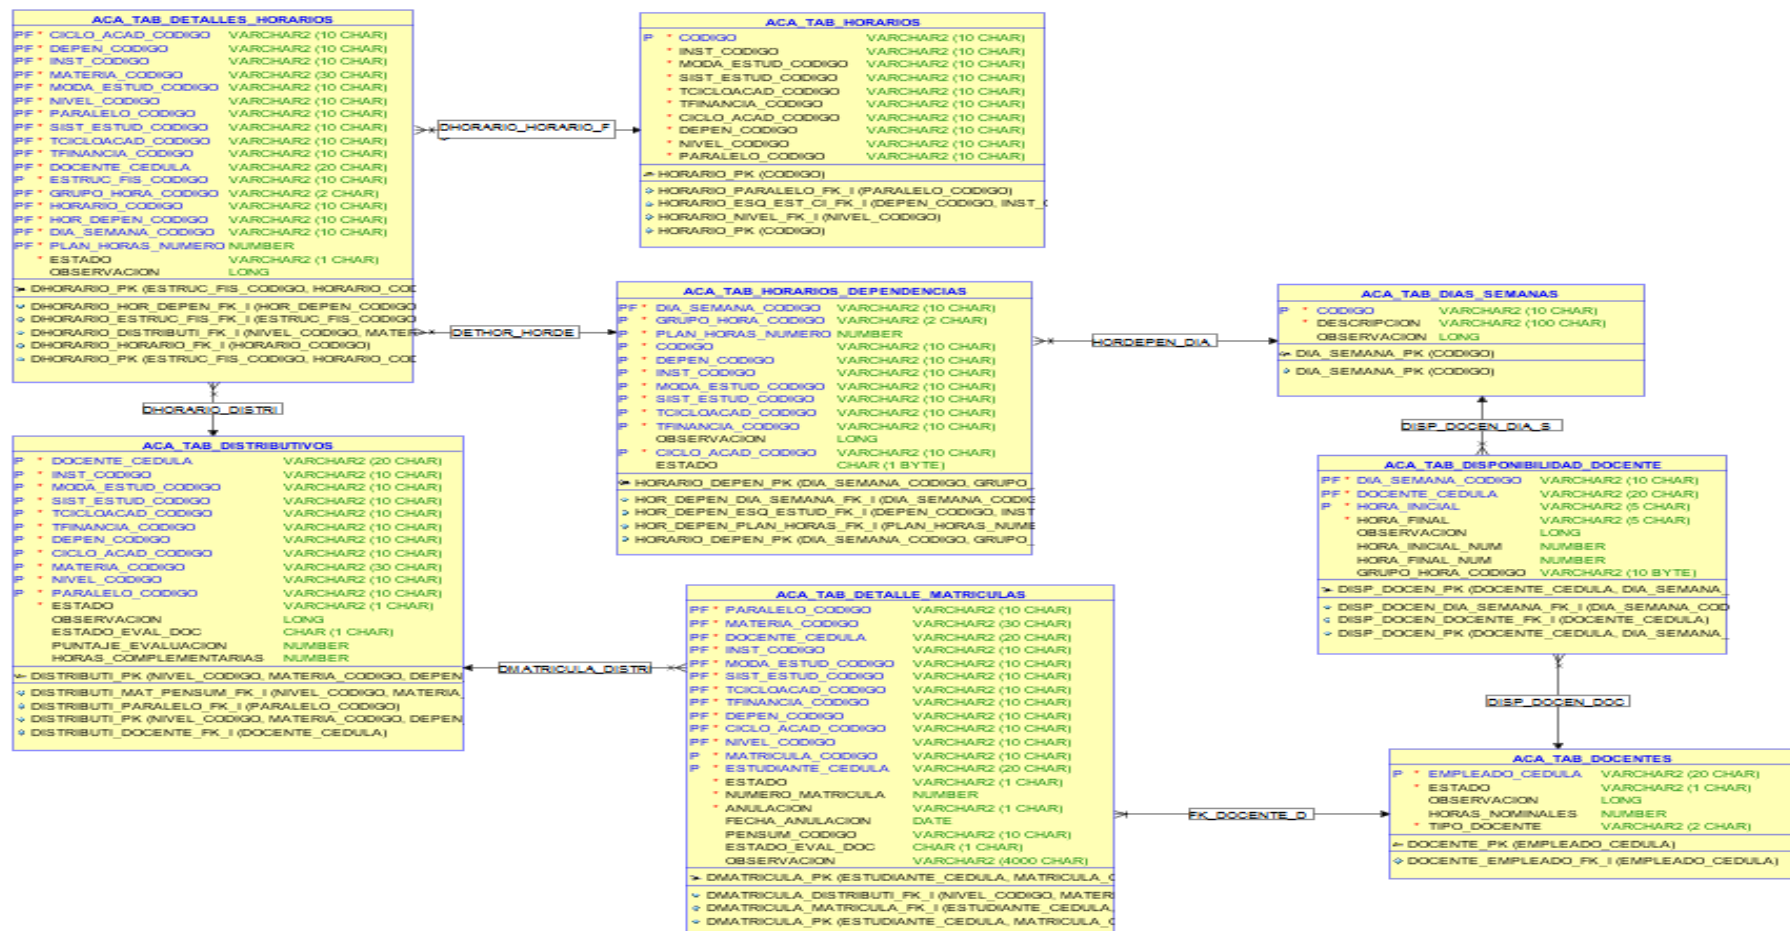 ACA_TAB_DETALLES_HORARIOS
PF * CICLO_ACAD_CODIGO VARCHAR2 (10 CHAR)
PF * DEPEN_CODIGO VARCHAR2 (10 CHAR)
PF * INST_CODIGO VARCHAR2 (10 CHAR)
PF * MATERIA_CODIGO VARCHAR2 (30 CHAR)
PF * MODA_ESTUD_CODIGO VARCHAR2 (10 CHAR)
PF * NIVEL_CODIGO VARCHAR2 (10 CHAR)
PF * PARALELO_CODIGO VARCHAR2 (10 CHAR)
PF * SIST_ESTUD_CODIGO VARCHAR2 (10 CHAR)
PF * TCICLOACAD_CODIGO VARCHAR2 (10 CHAR)
PF * TFINANCIA_CODIGO VARCHAR2 (10 CHAR)
PF * DOCENTE_CEDULA VARCHAR2 (20 CHAR)
P * ESTRUC_FIS_CODIGO VARCHAR2 (10 CHAR)
PF * GRUPO_HORA_CODIGO VARCHAR2 (2 CHAR)
PF * HORARIO_CODIGO VARCHAR2 (10 CHAR)
PF * HOR_DEPEN_CODIGO VARCHAR2 (10 CHAR)
PF * DIA_SEMANA_CODIGO VARCHAR2 (10 CHAR)
PF * PLAN_HORAS_NUMERO NUMBER
* ESTADO VARCHAR2 (1 CHAR)
OBSERVACION LONG
DHORARIO_PK (ESTRUC_FIS_CODIGO, HORARIO_COD
DHORARIO_HOR_DEPEN_FK_I (HOR_DEPEN_CODIGO
DHORARIO_ESTRUC_FIS_FK_I (ESTRUC_FIS_CODIGO
DHORARIO_DISTRIBUTI_FK_I (NIVEL_CODIGO, MATER
DHORARIO_HORARIO_FK_I (HORARIO_CODIGO)
DHORARIO_PK (ESTRUC_FIS_CODIGO, HORARIO_COD
DHORARIO_HORARIO_F
ACA_TAB_HORARIOS
P * CODIGO VARCHAR2 (10 CHAR)
* INST_CODIGO VARCHAR2 (10 CHAR)
* MODA_ESTUD_CODIGO VARCHAR2 (10 CHAR)
* SIST_ESTUD_CODIGO VARCHAR2 (10 CHAR)
* TCICLOACAD_CODIGO VARCHAR2 (10 CHAR)
* TFINANCIA_CODIGO VARCHAR2 (10 CHAR)
* CICLO_ACAD_CODIGO VARCHAR2 (10 CHAR)
* DEPEN_CODIGO VARCHAR2 (10 CHAR)
* NIVEL_CODIGO VARCHAR2 (10 CHAR)
* PARALELO_CODIGO VARCHAR2 (10 CHAR)
HORARIO_PK (CODIGO)
HORARIO_PARALELO_FK_I (PARALELO_CODIGO)
HORARIO_ESQ_EST_CI_FK_I (DEPEN_CODIGO, INST_C
HORARIO_NIVEL_FK_I (NIVEL_CODIGO)
HORARIO_PK (CODIGO)
DETHOR_HORDE
ACA_TAB_HORARIOS_DEPENDENCIAS
PF * DIA_SEMANA_CODIGO VARCHAR2 (10 CHAR)
P * GRUPO_HORA_CODIGO VARCHAR2 (2 CHAR)
P * PLAN_HORAS_NUMERO NUMBER
P * CODIGO VARCHAR2 (10 CHAR)
P * DEPEN_CODIGO VARCHAR2 (10 CHAR)
P * INST_CODIGO VARCHAR2 (10 CHAR)
P * MODA_ESTUD_CODIGO VARCHAR2 (10 CHAR)
P * SIST_ESTUD_CODIGO VARCHAR2 (10 CHAR)
P * TCICLOACAD_CODIGO VARCHAR2 (10 CHAR)
P * TFINANCIA_CODIGO VARCHAR2 (10 CHAR)
OBSERVACION LONG
P * CICLO_ACAD_CODIGO VARCHAR2 (10 CHAR)
ESTADO CHAR (1 BYTE)
HORARIO_DEPEN_PK (DIA_SEMANA_CODIGO, GRUPO_
HOR_DEPEN_DIA_SEMANA_FK_I (DIA_SEMANA_CODIG
HOR_DEPEN_ESQ_ESTUD_FK_I (DEPEN_CODIGO, INST
HOR_DEPEN_PLAN_HORAS_FK_I (PLAN_HORAS_NUME
HORARIO_DEPEN_PK (DIA_SEMANA_CODIGO, GRUPO_
HORDEPEN_DIA
ACA_TAB_DIAS_SEMANAS
P * CODIGO VARCHAR2 (10 CHAR)
* DESCRIPCION VARCHAR2 (100 CHAR)
OBSERVACION LONG
DIA_SEMANA_PK (CODIGO)
DIA_SEMANA_PK (CODIGO)
DHORARIO_DISTRI
DISP_DOCEN_DIA_S
ACA_TAB_DISTRIBUTIVOS
P * DOCENTE_CEDULA VARCHAR2 (20 CHAR)
P * INST_CODIGO VARCHAR2 (10 CHAR)
P * MODA_ESTUD_CODIGO VARCHAR2 (10 CHAR)
P * SIST_ESTUD_CODIGO VARCHAR2 (10 CHAR)
P * TCICLOACAD_CODIGO VARCHAR2 (10 CHAR)
P * TFINANCIA_CODIGO VARCHAR2 (10 CHAR)
P * DEPEN_CODIGO VARCHAR2 (10 CHAR)
P * CICLO_ACAD_CODIGO VARCHAR2 (10 CHAR)
P * MATERIA_CODIGO VARCHAR2 (30 CHAR)
P * NIVEL_CODIGO VARCHAR2 (10 CHAR)
P * PARALELO_CODIGO VARCHAR2 (10 CHAR)
* ESTADO VARCHAR2 (1 CHAR)
OBSERVACION LONG
ESTADO_EVAL_DOC CHAR (1 CHAR)
PUNTAJE_EVALUACION NUMBER
HORAS_COMPLEMENTARIAS NUMBER
DISTRIBUTI_PK (NIVEL_CODIGO, MATERIA_CODIGO, DEPEN
DISTRIBUTI_MAT_PENSUM_FK_I (NIVEL_CODIGO, MATERIA_
DISTRIBUTI_PARALELO_FK_I (PARALELO_CODIGO)
DISTRIBUTI_PK (NIVEL_CODIGO, MATERIA_CODIGO, DEPEN
DISTRIBUTI_DOCENTE_FK_I (DOCENTE_CEDULA)
DMATRICULA_DISTRI
ACA_TAB_DETALLE_MATRICULAS
PF * PARALELO_CODIGO VARCHAR2 (10 CHAR)
PF * MATERIA_CODIGO VARCHAR2 (30 CHAR)
PF * DOCENTE_CEDULA VARCHAR2 (20 CHAR)
PF * INST_CODIGO VARCHAR2 (10 CHAR)
PF * MODA_ESTUD_CODIGO VARCHAR2 (10 CHAR)
PF * SIST_ESTUD_CODIGO VARCHAR2 (10 CHAR)
PF * TCICLOACAD_CODIGO VARCHAR2 (10 CHAR)
PF * TFINANCIA_CODIGO VARCHAR2 (10 CHAR)
PF * DEPEN_CODIGO VARCHAR2 (10 CHAR)
PF * CICLO_ACAD_CODIGO VARCHAR2 (10 CHAR)
PF * NIVEL_CODIGO VARCHAR2 (10 CHAR)
P * MATRICULA_CODIGO VARCHAR2 (10 CHAR)
P * ESTUDIANTE_CEDULA VARCHAR2 (20 CHAR)
* ESTADO VARCHAR2 (1 CHAR)
* NUMERO_MATRICULA NUMBER
* ANULACION VARCHAR2 (1 CHAR)
FECHA_ANULACION DATE
PENSUM_CODIGO VARCHAR2 (10 CHAR)
ESTADO_EVAL_DOC CHAR (1 CHAR)
OBSERVACION VARCHAR2 (4000 CHAR)
DMATRICULA_PK (ESTUDIANTE_CEDULA, MATRICULA_C
DMATRICULA_DISTRIBUTI_FK_I (NIVEL_CODIGO, MATER
DMATRICULA_MATRICULA_FK_I (ESTUDIANTE_CEDULA,
DMATRICULA_PK (ESTUDIANTE_CEDULA, MATRICULA_C
ACA_TAB_DISPONIBILIDAD_DOCENTE
PF * DIA_SEMANA_CODIGO VARCHAR2 (10 CHAR)
PF * DOCENTE_CEDULA VARCHAR2 (20 CHAR)
P * HORA_INICIAL VARCHAR2 (5 CHAR)
* HORA_FINAL VARCHAR2 (5 CHAR)
OBSERVACION LONG
HORA_INICIAL_NUM NUMBER
HORA_FINAL_NUM NUMBER
GRUPO_HORA_CODIGO VARCHAR2 (10 BYTE)
DISP_DOCEN_PK (DOCENTE_CEDULA, DIA_SEMANA_
DISP_DOCEN_DIA_SEMANA_FK_I (DIA_SEMANA_COD
DISP_DOCEN_DOCENTE_FK_I (DOCENTE_CEDULA)
DISP_DOCEN_PK (DOCENTE_CEDULA, DIA_SEMANA_
DISP_DOCEN_DOC
FK_DOCENTE_D
ACA_TAB_DOCENTES
P * EMPLEADO_CEDULA VARCHAR2 (20 CHAR)
* ESTADO VARCHAR2 (1 CHAR)
OBSERVACION LONG
HORAS_NOMINALES NUMBER
* TIPO_DOCENTE VARCHAR2 (2 CHAR)
DOCENTE_PK (EMPLEADO_CEDULA)
DOCENTE_EMPLEADO_FK_I (EMPLEADO_CEDULA)